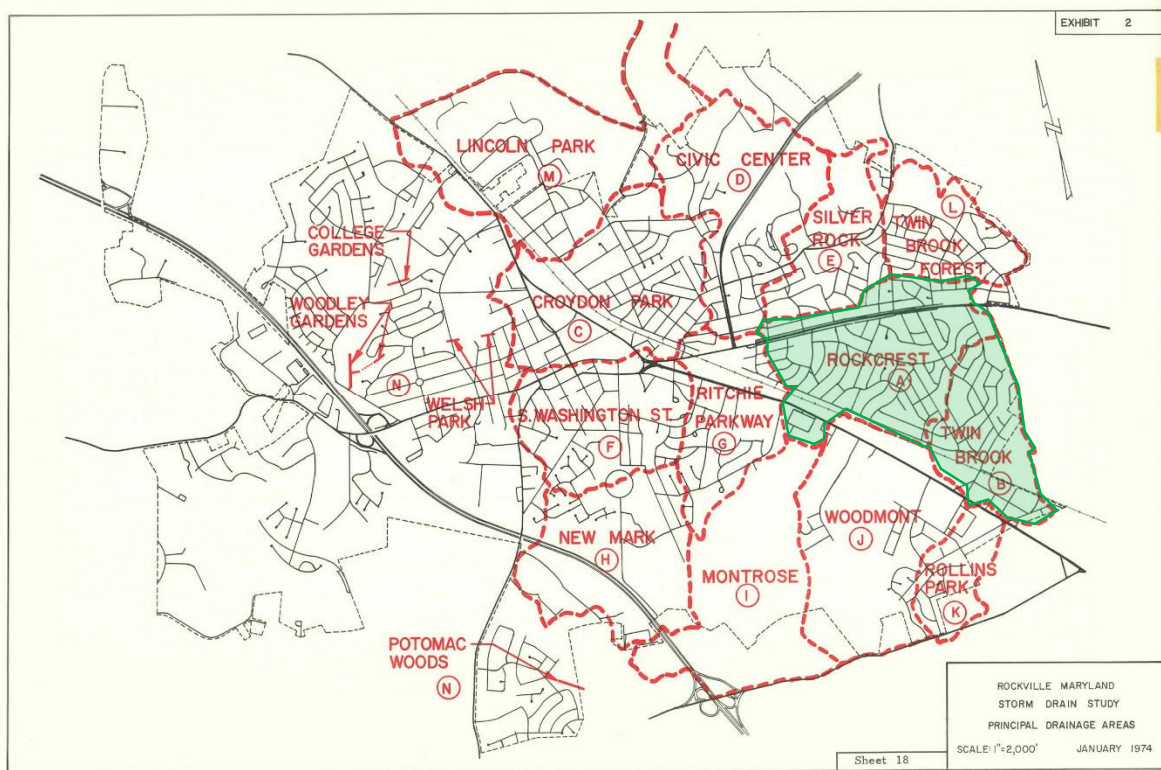 EXHIBIT 2
LINCOLN PARK
M
CIVIC CENTER
D
L
COLLEGE
GARDENS
SILVER
ROCK
E
TWIN
BROOK
FOREST
WOODLEY
GARDENS
CROYDON PARK
C
N
WELSH
PARK
ROCKCREST
A
S. WASHINGTON ST.
F
RITCHIE
PARKWAY
G
TWIN
BROOK
B
NEW MARK
H
WOODMONT
J
MONTROSE
I
ROLLINS
PARK
K
POTOMAC
WOODS
N
ROCKVILLE MARYLAND
STORM DRAIN STUDY
PRINCIPAL DRAINAGE AREAS
SCALE: 1"=2,000' JANUARY 1974
Sheet 18